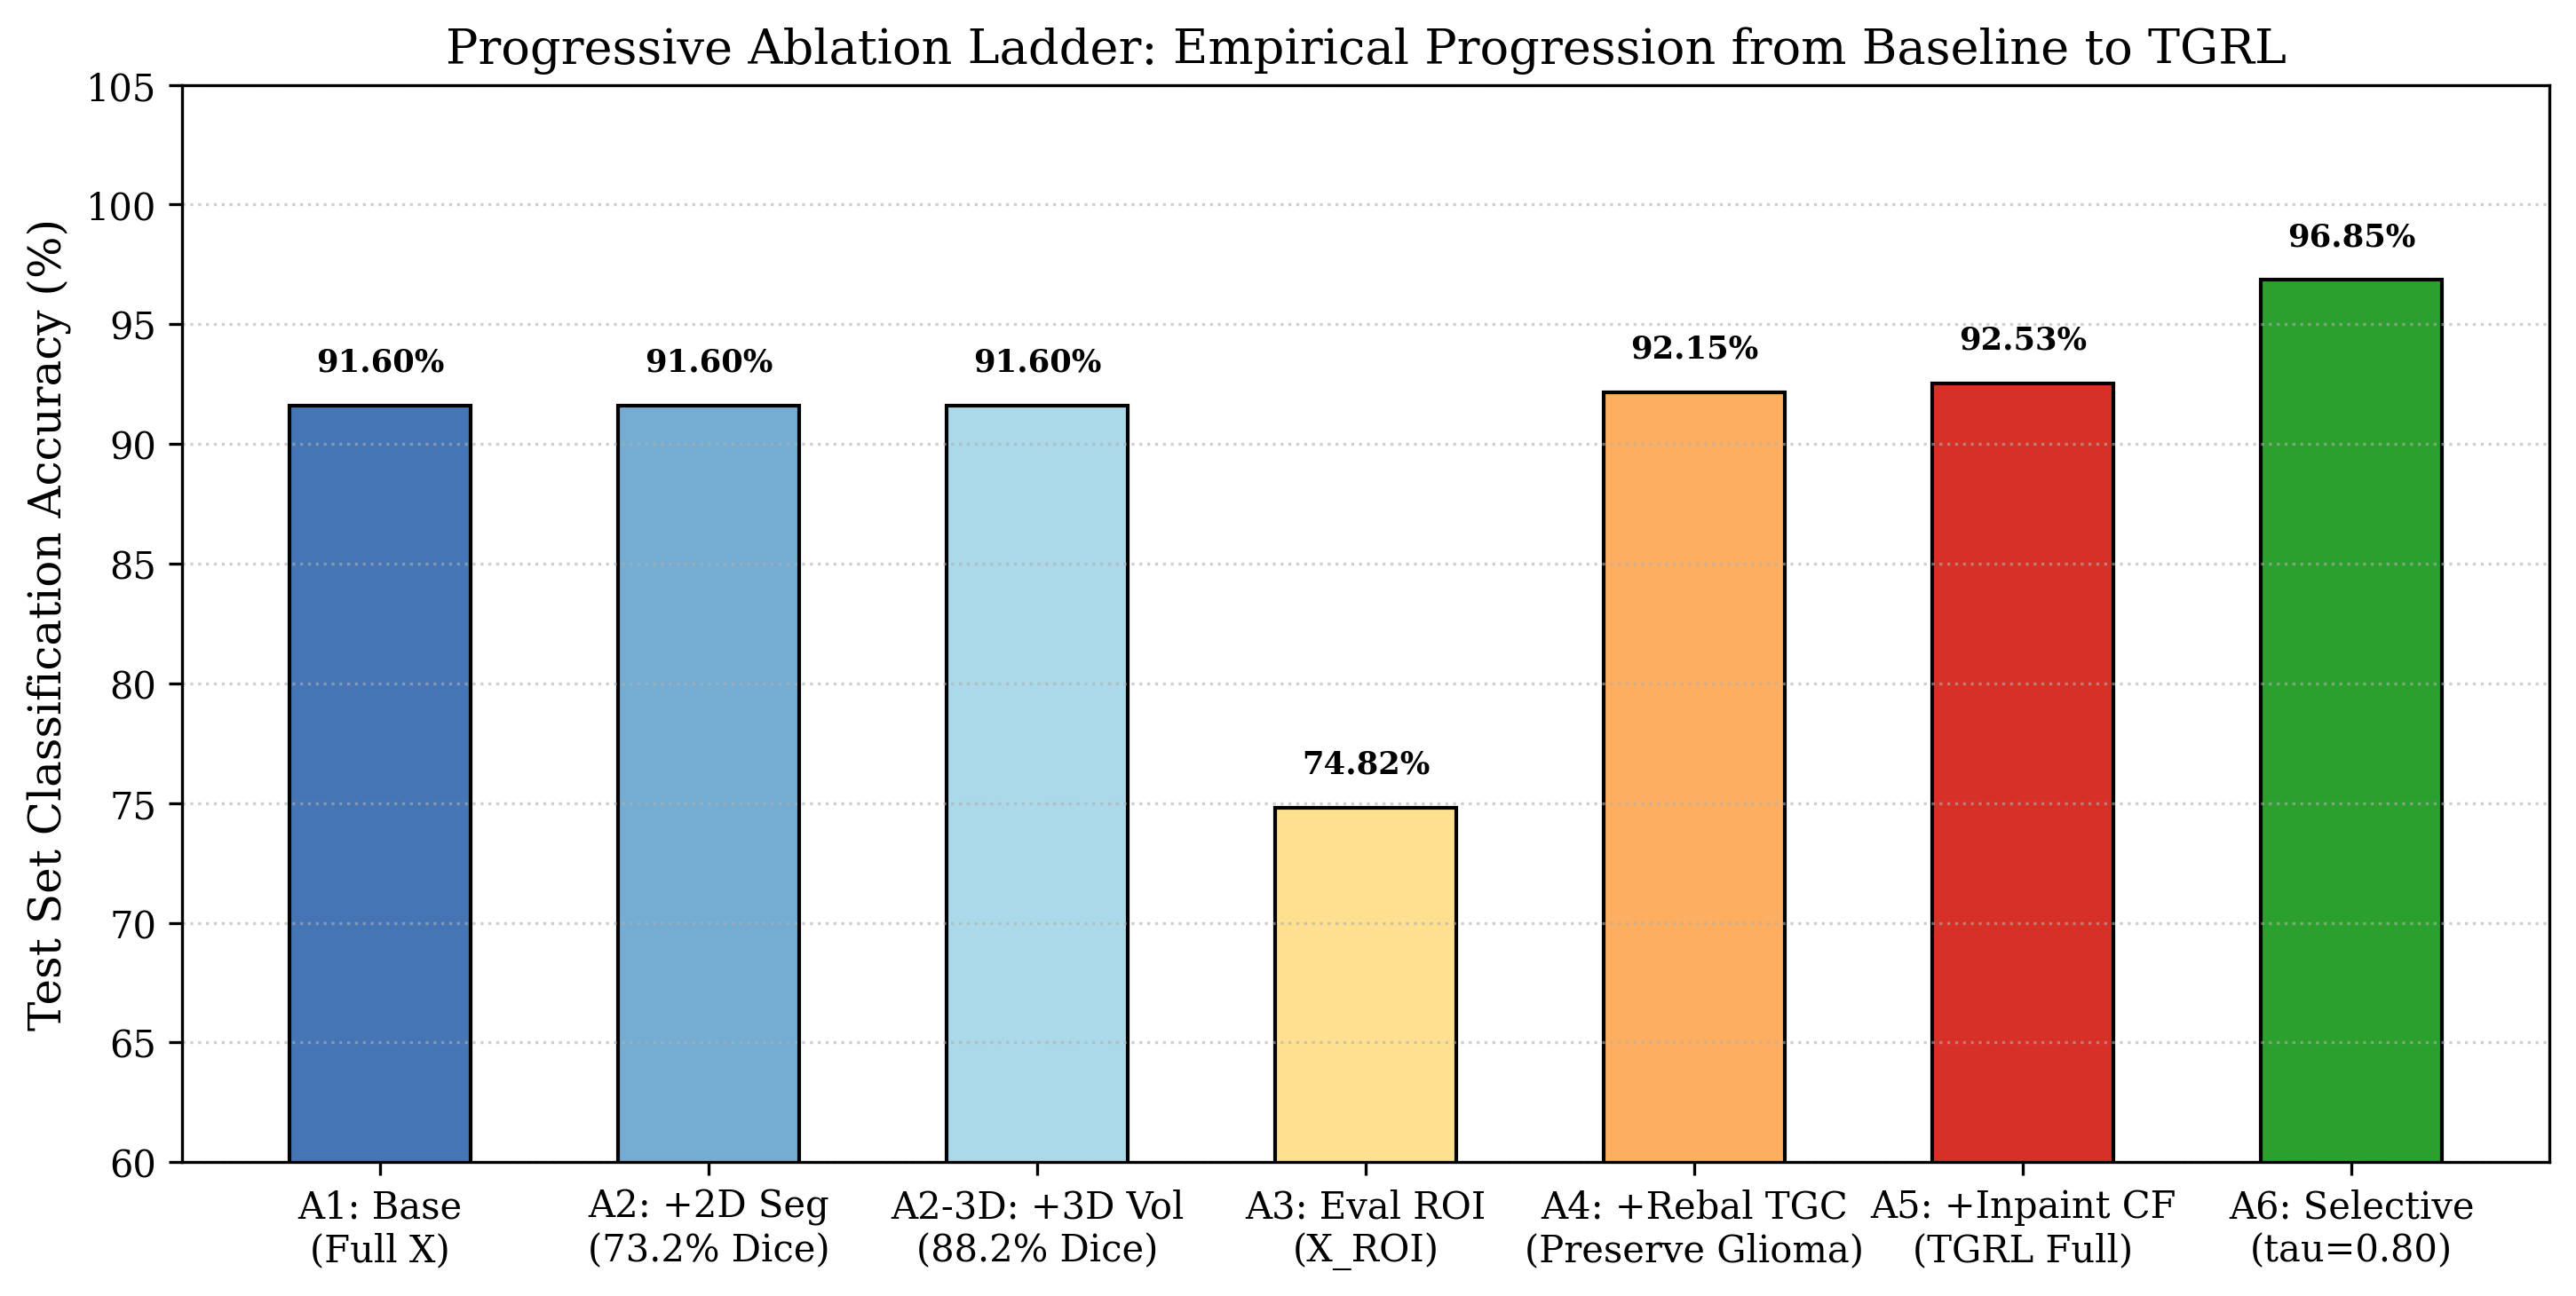 Progressive Ablation Ladder: Empirical Progression from Baseline to TGRL
Test Set Classification Accuracy (%)
105
100
95
90
85
80
75
70
65
60
91.60%
91.60%
91.60%
74.82%
92.15%
92.53%
96.85%
A1: Base
(Full X)
A2: +2D Seg
(73.2% Dice)
A2-3D: +3D Vol
(88.2% Dice)
A3: Eval ROI
(X_ROI)
A4: +Rebal TGC
(Preserve Glioma)
A5: +Inpaint CF
(TGRL Full)
A6: Selective
(tau=0.80)